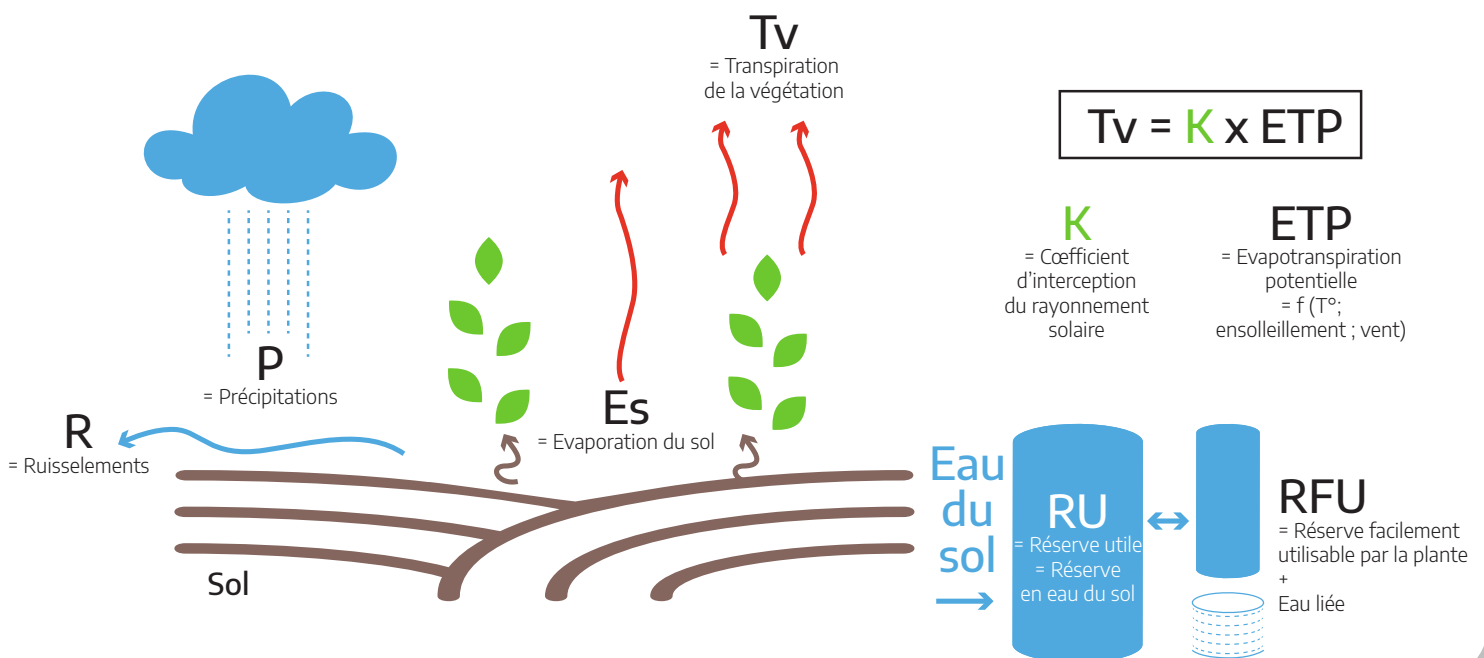 Tv
= Transpiration
de la végétation
Tv = K x ETP
K
= Cœfficient
d'interception
du rayonnement
solaire
ETP
= Evapotranspiration
potentielle
= f (T°;
ensolleillement ; vent)
P
= Précipitations
R
= Ruisselements
Es
= Evaporation du sol
Sol
Eau
du
sol
RU
= Réserve utile
= Réserve
en eau du sol
RFU
= Réserve facilement
utilisable par la plante
+
Eau liée